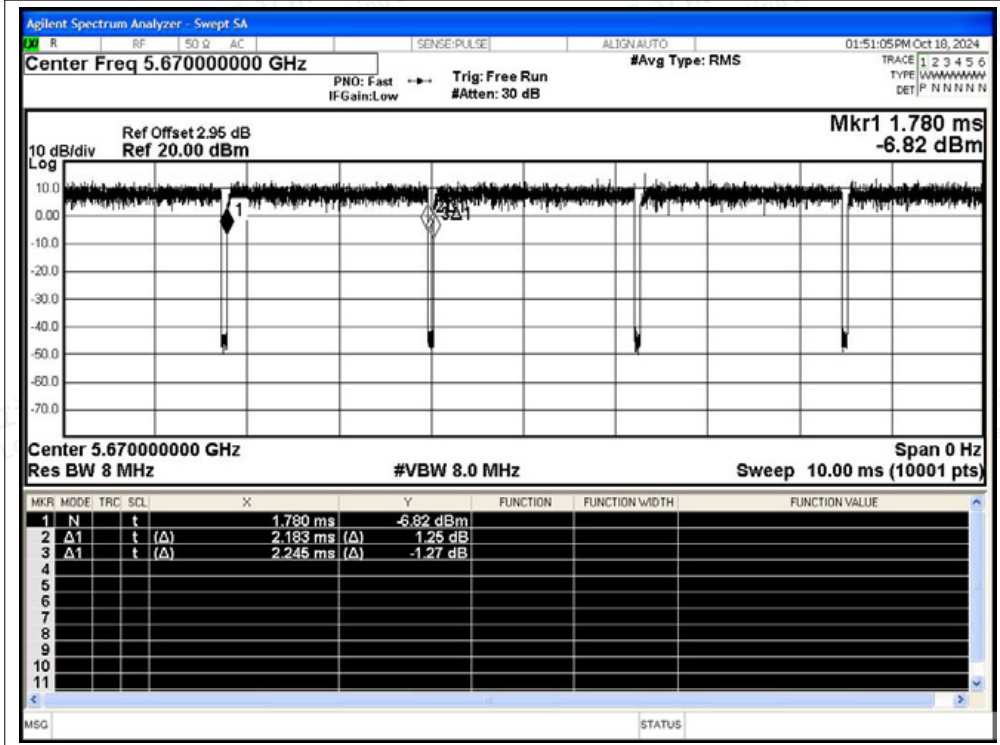 Agilent Spectrum Analyzer - Swept SA
LXI R RF 50 Ω AC SENSE:PULSE ALIGN AUTO 01:51:05 PM Oct 18, 2024
Center Freq 5.670000000 GHz #Avg Type: RMS TRACE 1 2 3 4 5 6
PNO: Fast Trig: Free Run TYPE WWWWWW
IFGain:Low #Atten: 30 dB DET P N N N N N
Mkr1 1.780 ms
Ref Offset 2.95 dB
10 dB/div Ref 20.00 dBm -6.82 dBm
Log
10.0
0.00
-10.0
-20.0
-30.0
-40.0
-50.0
-60.0
-70.0
1
3Δ1
Center 5.670000000 GHz Span 0 Hz
Res BW 8 MHz #VBW 8.0 MHz Sweep 10.00 ms (10001 pts)
MKR MODE TRC SCL X Y FUNCTION FUNCTION WIDTH FUNCTION VALUE
1 N t 1.780 ms -6.82 dBm
2 Δ1 t (Δ) 2.183 ms (Δ) 1.25 dB
3 Δ1 t (Δ) 2.245 ms (Δ) -1.27 dB
4
5
6
7
8
9
10
11
MSG STATUS